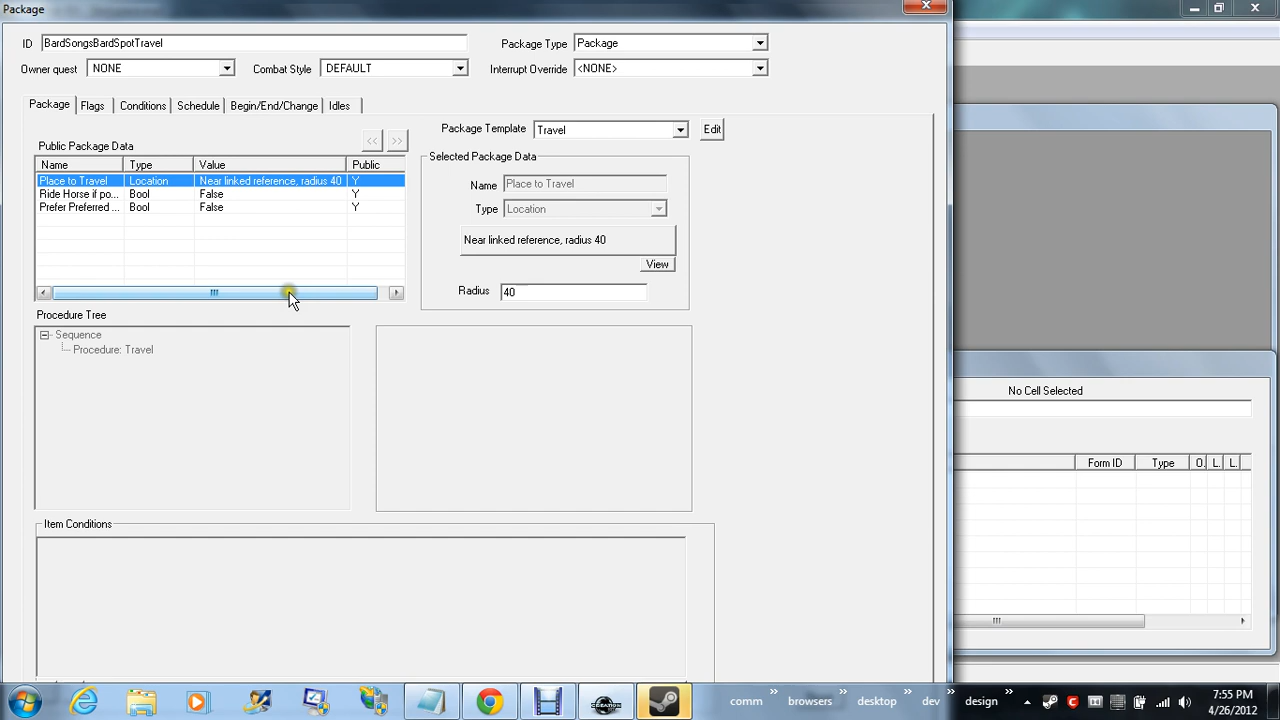 Package
ID BardSongsBardSpotTravel Package Type Package
Owner quest NONE Combat Style DEFAULT Interrupt Override <NONE>
Package Flags Conditions Schedule Begin/End/Change Idles
Package Template Travel Edit
Public Package Data << >>
Selected Package Data
Name Type Value Public
Place to Travel Location Near linked reference, radius 40 Y
Ride Horse if po... Bool False Y
Prefer Preferred ... Bool False Y
Name Place to Travel
Type Location
Near linked reference, radius 40
View
Radius 40
Procedure Tree
Sequence
Procedure: Travel
Item Conditions
No Cell Selected
Form ID Type O. L. L.
comm » browsers » desktop » dev » design »
7:55 PM
4/26/2012